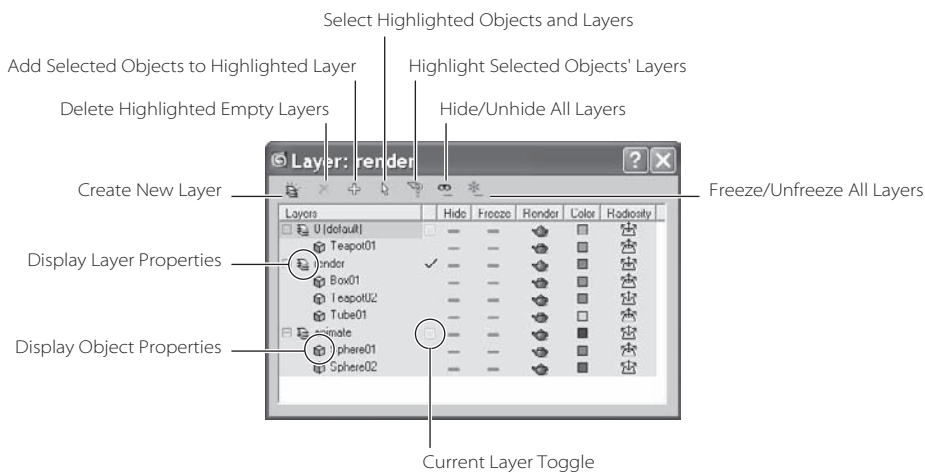 Select Highlighted Objects and Layers
Add Selected Objects to Highlighted Layer
Highlight Selected Objects' Layers
Delete Highlighted Empty Layers
Hide/Unhide All Layers
Layer: render
Create New Layer
Freeze/Unfreeze All Layers
Layers Hide Freeze Render Color Radiosity
0 (default)
Teapot01
Display Layer Properties
render
Box01
Teapot02
Tube01
animate
Display Object Properties
Sphere01
Sphere02
Current Layer Toggle